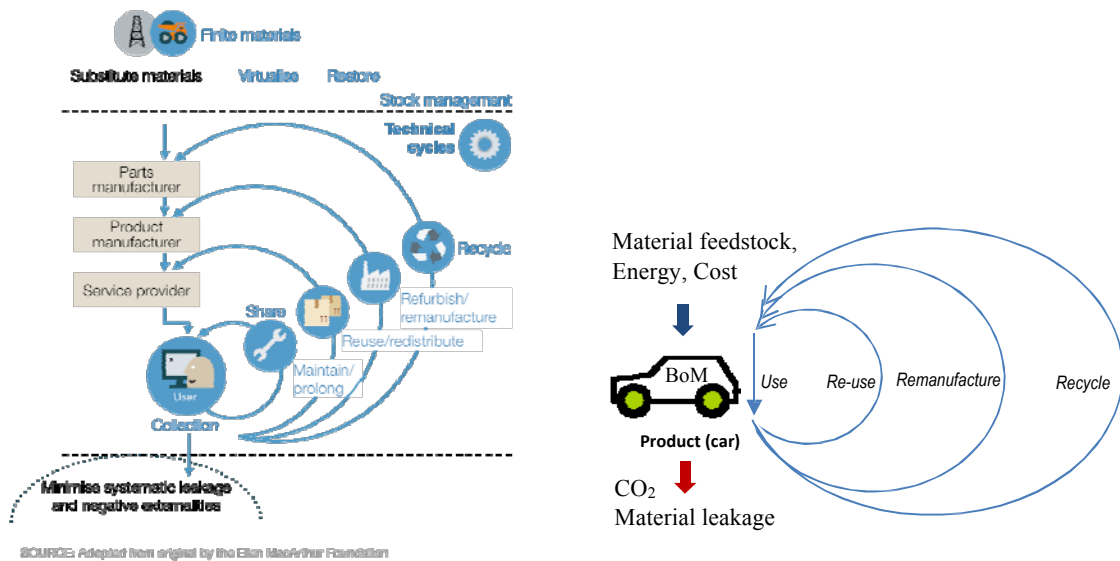 Finite materials
Substitute materials Virtualise Restore
Stock management
Technical
cycles
Parts
manufacturer
Product
manufacturer
Service provider
Recycle
Refurbish/
remanufacture
Share
Reuse/redistribute
Maintain/
prolong
User
Collection
Minimise systematic leakage
and negative externalities
SOURCE: Adapted from original by the Ellen MacArthur Foundation
Material feedstock,
Energy, Cost
BoM
Use Re-use Remanufacture Recycle
Product (car)
CO₂
Material leakage